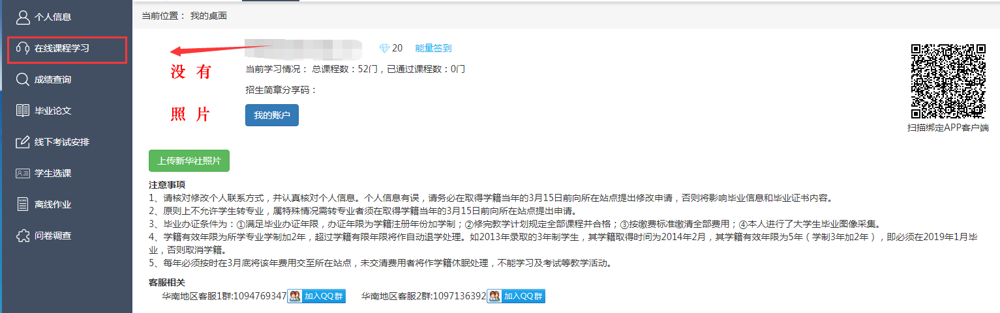 个人信息
在线课程学习
成绩查询
毕业论文
线下考试安排
学生选课
离线作业
问卷调查
当前位置： 我的桌面
20 能量签到
没 有
照 片
当前学习情况： 总课程数：52门，已通过课程数：0门
招生简章分享码：
我的账户
扫描绑定APP客户端
上传新华社照片
注意事项
1、请核对修改个人联系方式，并认真核对个人信息。个人信息有误，请务必在取得学籍当年的3月15日前向所在站点提出修改申请，否则将影响毕业信息和毕业证书内容。
2、原则上不允许学生转专业，属特殊情况需转专业者须在取得学籍当年的3月15日前向所在站点提出申请。
3、毕业办证条件为：①满足毕业办证年限，办证年限为学籍注册年份加学制；②修完教学计划规定全部课程并合格；③按缴费标准缴清全部费用；④本人进行了大学生毕业图像采集。
4、学籍有效年限为所学专业学制加2年，超过学籍有限年限将作自动退学处理。如2013年录取的3年制学生，其学籍取得时间为2014年2月，其学籍有效年限为5年（学制3年加2年），即必须在2019年1月毕
业，否则取消学籍。
5、每年必须按时在3月底将该年费用交至所在站点，未交清费用者将作学籍休眠处理，不能学习及考试等教学活动。
客服相关
华南地区客服1群:1094769347 加入QQ群 华南地区客服2群:1097136392 加入QQ群